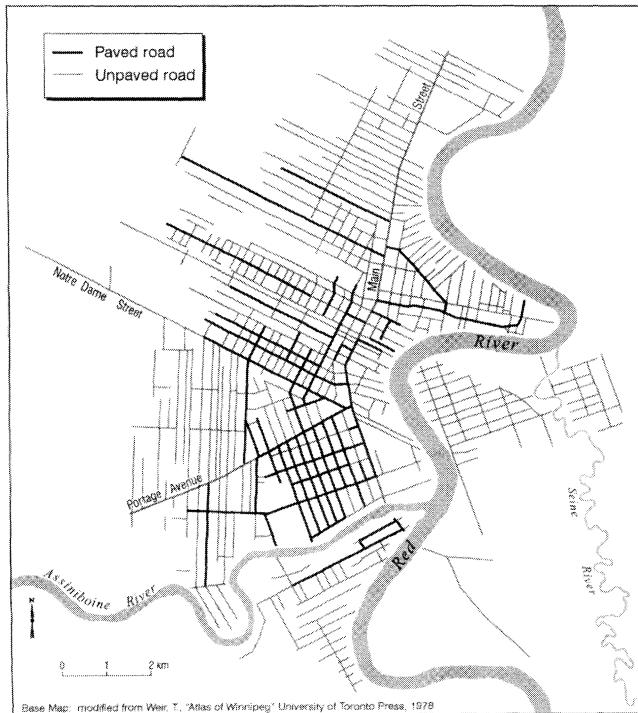 Paved road
Unpaved road
Street
Main
Notre Dame Street
River
Portage Avenue
Seine
River
Red
Assiniboine River
N
0 1 2 km
Base Map: modified from Weir, T., "Atlas of Winnipeg" University of Toronto Press, 1978